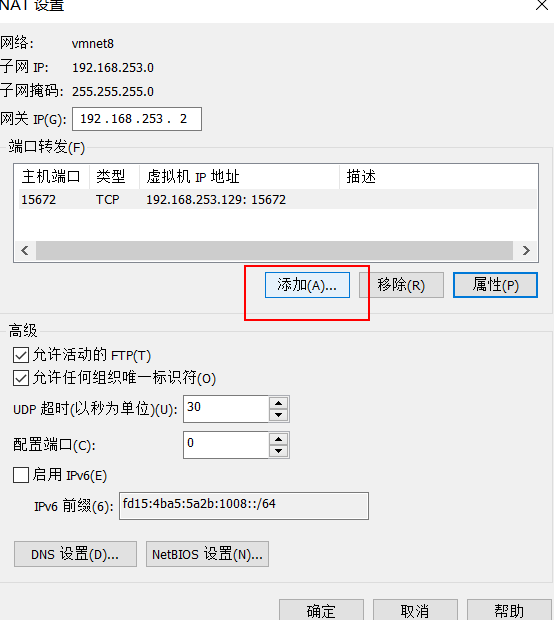 NAT 设置
网络: vmnet8
子网 IP: 192.168.253.0
子网掩码: 255.255.255.0
网关 IP(G): 192 . 168 . 253 . 2
端口转发(F)
主机端口 类型 虚拟机 IP 地址 描述
15672 TCP 192.168.253.129: 15672
添加(A)... 移除(R) 属性(P)
高级
允许活动的 FTP(T)
允许任何组织唯一标识符(O)
UDP 超时(以秒为单位)(U): 30
配置端口(C): 0
启用 IPv6(E)
IPv6 前缀(6): fd15:4ba5:5a2b:1008::/64
DNS 设置(D)... NetBIOS 设置(N)...
确定 取消 帮助